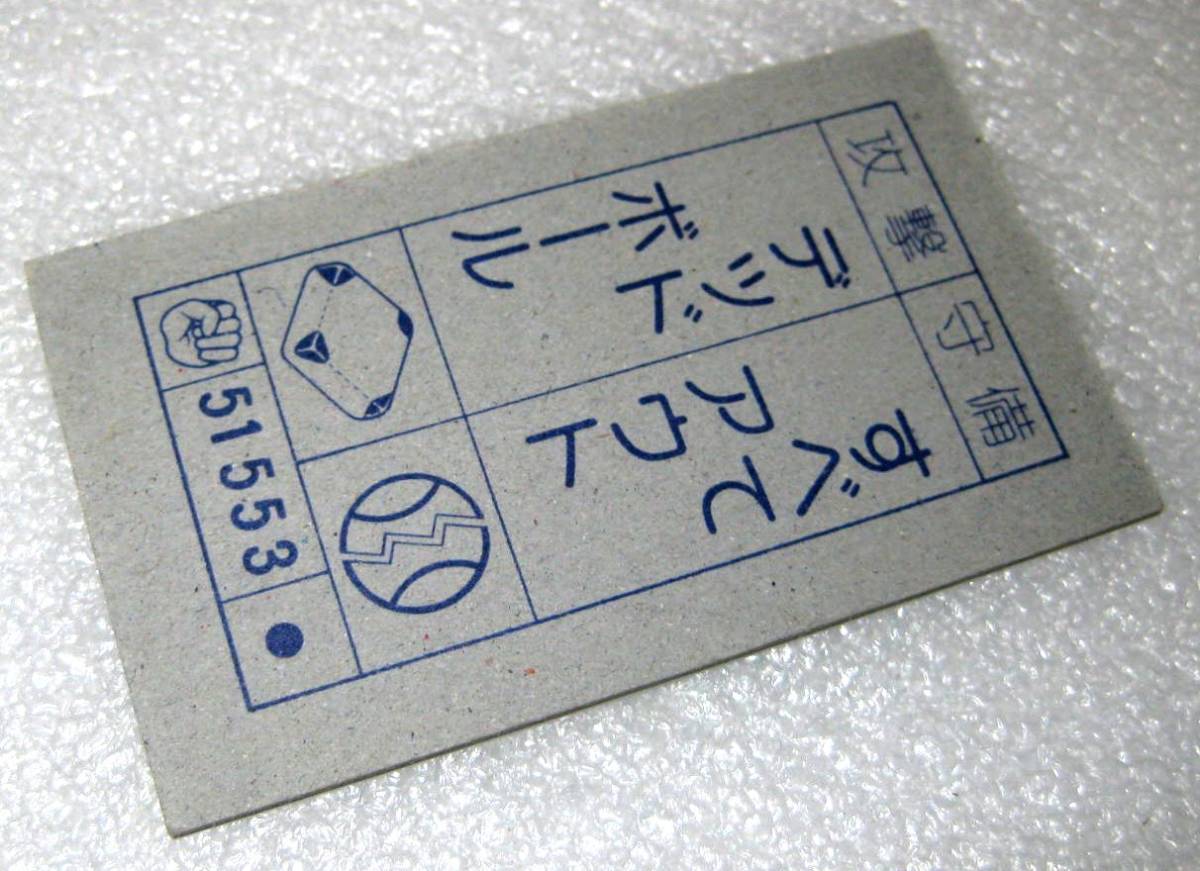 攻撃 守備
デッド
ボール
すべて
アウト
51553